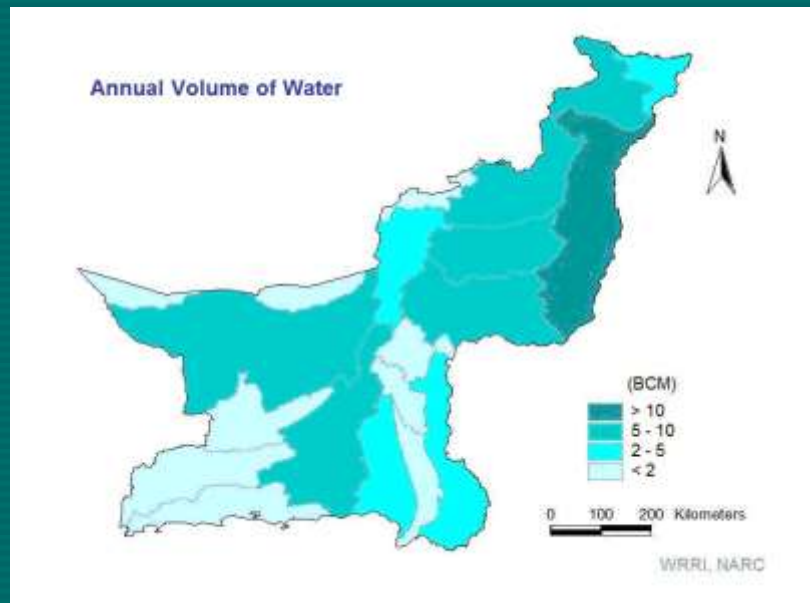 Annual Volume of Water
N
(BCM)
> 10
5 - 10
2 - 5
< 2
0 100 200 Kilometers
WRRI, NARC